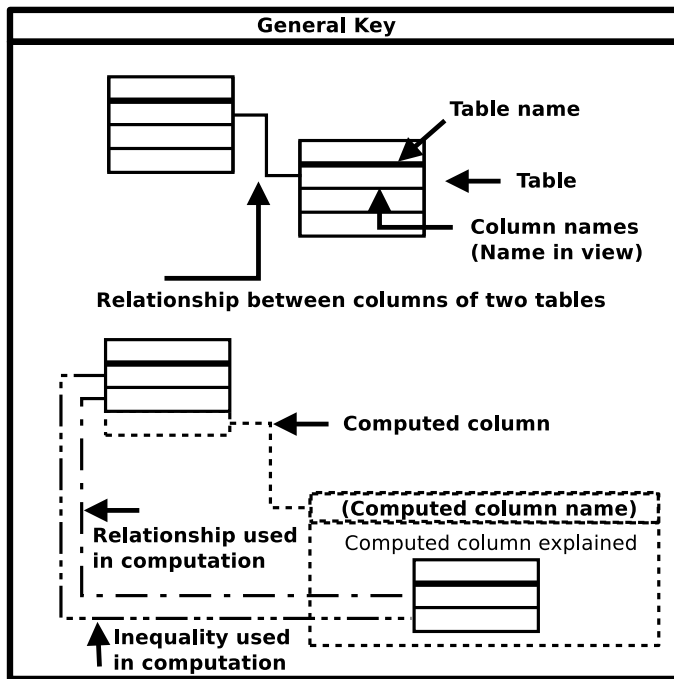 General Key
Table name
Table
Column names
(Name in view)
Relationship between columns of two tables
Computed column
(Computed column name)
Computed column explained
Relationship used
in computation
Inequality used
in computation